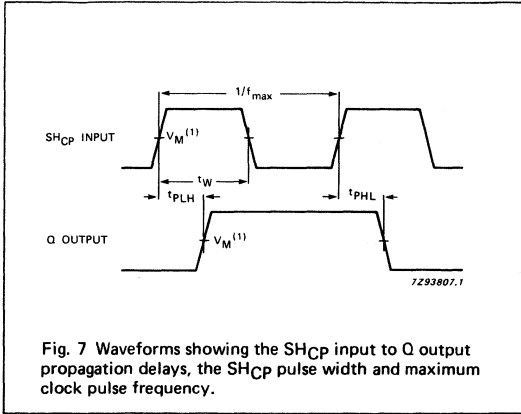 1/fmax
SHCP INPUT
VM(1)
tW
tPLH
tPHL
Q OUTPUT
VM(1)
7Z93807.1
Fig. 7 Waveforms showing the SHCP input to Q output
propagation delays, the SHCP pulse width and maximum
clock pulse frequency.